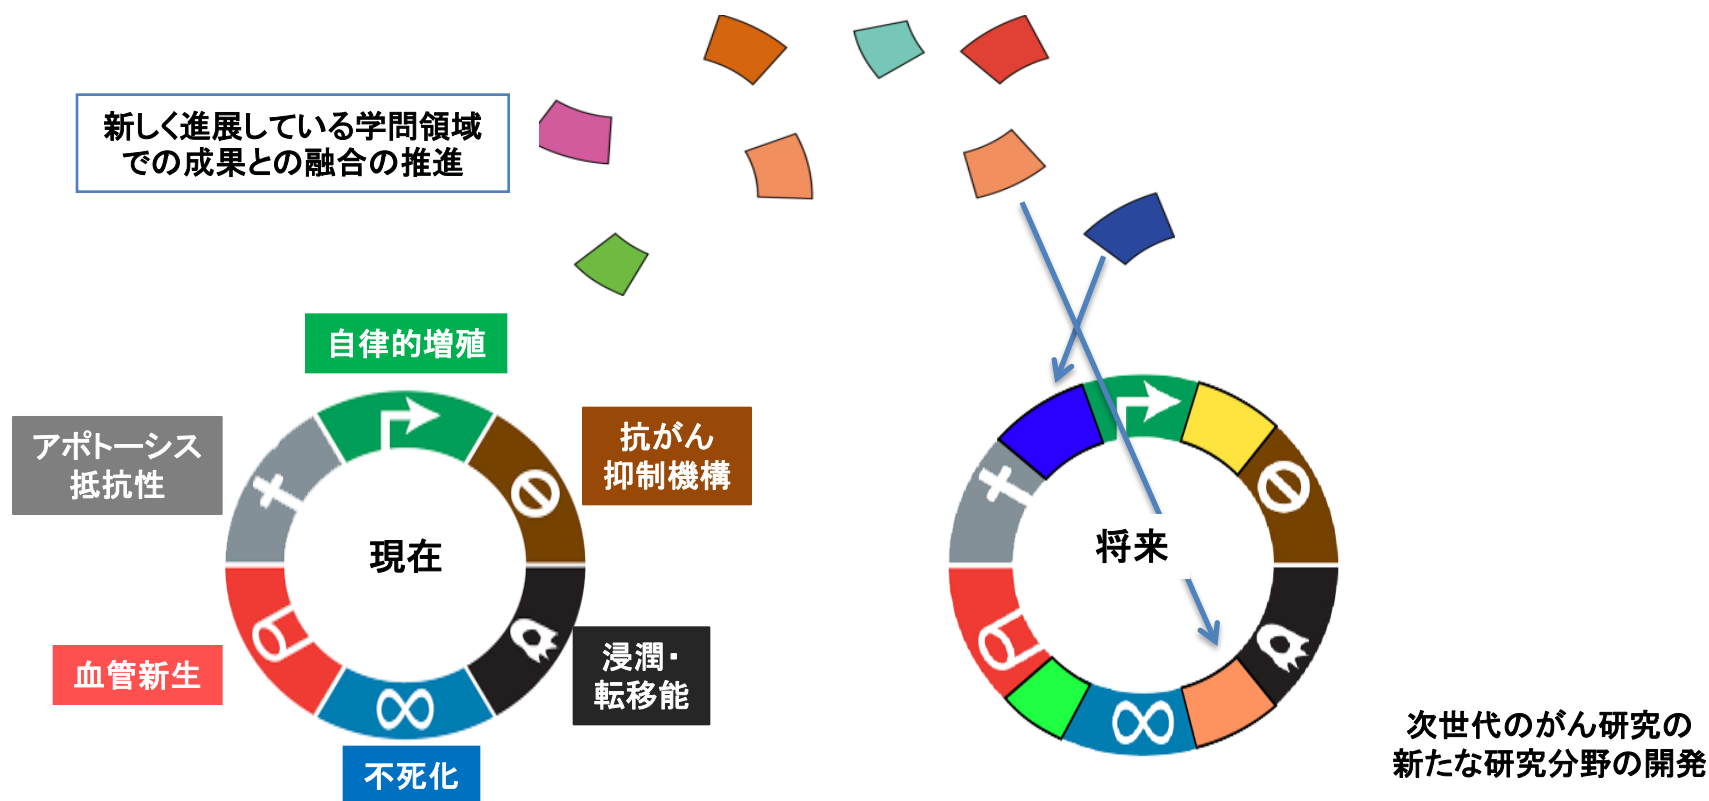 新しく進展している学問領域
での成果との融合の推進
自律的増殖
アポトーシス
抵抗性
抗がん
抑制機構
現在
血管新生
浸潤・
転移能
不死化
将来
次世代のがん研究の
新たな研究分野の開発